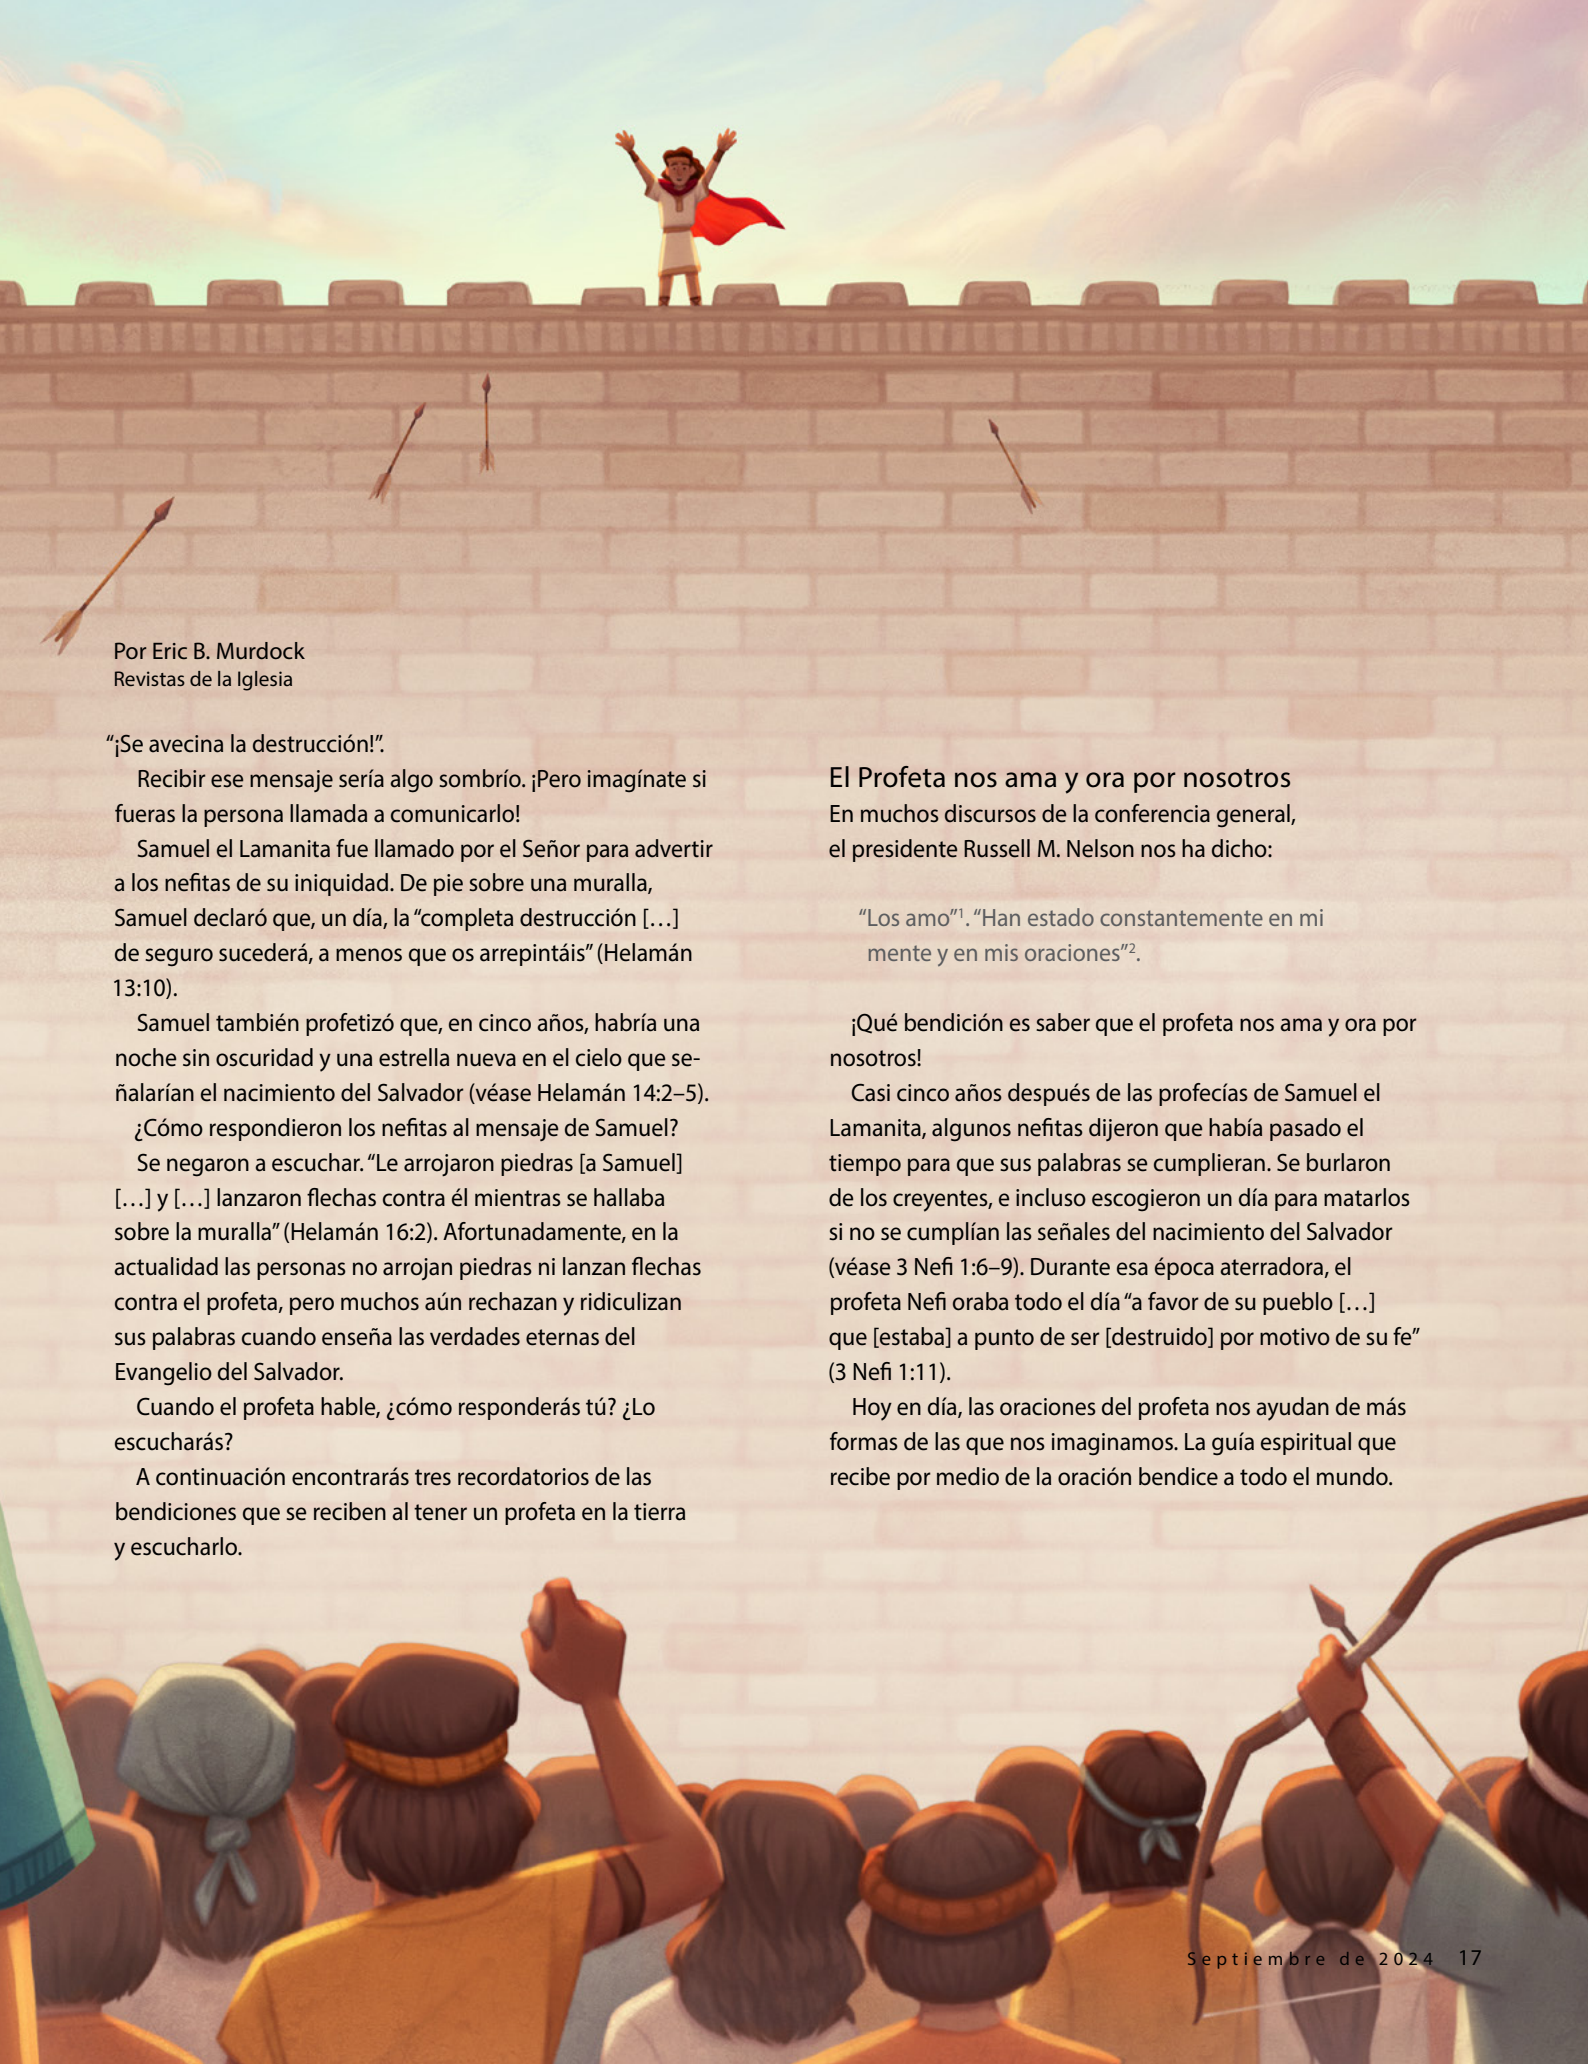 Por Eric B. Murdock
Revistas de la Iglesia
“¡Se avecina la destrucción!”.
Recibir ese mensaje sería algo sombrío. ¡Pero imagínate si
fueras la persona llamada a comunicarlo!
Samuel el Lamanita fue llamado por el Señor para advertir
a los nefitas de su iniquidad. De pie sobre una muralla,
Samuel declaró que, un día, la “completa destrucción […]
de seguro sucederá, a menos que os arrepintáis” (Helamán
13:10).
Samuel también profetizó que, en cinco años, habría una
noche sin oscuridad y una estrella nueva en el cielo que se-
ñalarían el nacimiento del Salvador (véase Helamán 14:2–5).
¿Cómo respondieron los nefitas al mensaje de Samuel?
Se negaron a escuchar. “Le arrojaron piedras [a Samuel]
[…] y […] lanzaron flechas contra él mientras se hallaba
sobre la muralla” (Helamán 16:2). Afortunadamente, en la
actualidad las personas no arrojan piedras ni lanzan flechas
contra el profeta, pero muchos aún rechazan y ridiculizan
sus palabras cuando enseña las verdades eternas del
Evangelio del Salvador.
Cuando el profeta hable, ¿cómo responderás tú? ¿Lo
escucharás?
A continuación encontrarás tres recordatorios de las
bendiciones que se reciben al tener un profeta en la tierra
y escucharlo.
El Profeta nos ama y ora por nosotros
En muchos discursos de la conferencia general,
el presidente Russell M. Nelson nos ha dicho:
“Los amo”¹. “Han estado constantemente en mi
mente y en mis oraciones”².
¡Qué bendición es saber que el profeta nos ama y ora por
nosotros!
Casi cinco años después de las profecías de Samuel el
Lamanita, algunos nefitas dijeron que había pasado el
tiempo para que sus palabras se cumplieran. Se burlaron
de los creyentes, e incluso escogieron un día para matarlos
si no se cumplían las señales del nacimiento del Salvador
(véase 3 Nefi 1:6–9). Durante esa época aterradora, el
profeta Nefi oraba todo el día “a favor de su pueblo […]
que [estaba] a punto de ser [destruido] por motivo de su fe”
(3 Nefi 1:11).
Hoy en día, las oraciones del profeta nos ayudan de más
formas de las que nos imaginamos. La guía espiritual que
recibe por medio de la oración bendice a todo el mundo.
Septiembre de 2024 17